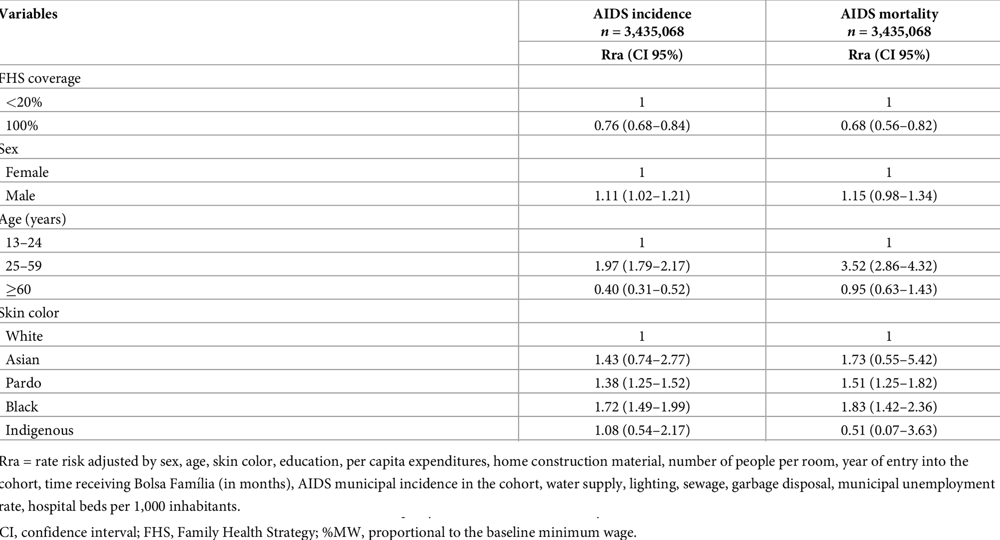 Variables AIDS incidence AIDS mortality
n = 3,435,068 n = 3,435,068
Rra (CI 95%) Rra (CI 95%)
FHS coverage
<20% 1 1
100% 0.76 (0.68–0.84) 0.68 (0.56–0.82)
Sex
Female 1 1
Male 1.11 (1.02–1.21) 1.15 (0.98–1.34)
Age (years)
13–24 1 1
25–59 1.97 (1.79–2.17) 3.52 (2.86–4.32)
≥60 0.40 (0.31–0.52) 0.95 (0.63–1.43)
Skin color
White 1 1
Asian 1.43 (0.74–2.77) 1.73 (0.55–5.42)
Pardo 1.38 (1.25–1.52) 1.51 (1.25–1.82)
Black 1.72 (1.49–1.99) 1.83 (1.42–2.36)
Indigenous 1.08 (0.54–2.17) 0.51 (0.07–3.63)
Rra = rate risk adjusted by sex, age, skin color, education, per capita expenditures, home construction material, number of people per room, year of entry into the
cohort, time receiving Bolsa Família (in months), AIDS municipal incidence in the cohort, water supply, lighting, sewage, garbage disposal, municipal unemployment
rate, hospital beds per 1,000 inhabitants.
CI, confidence interval; FHS, Family Health Strategy; %MW, proportional to the baseline minimum wage.